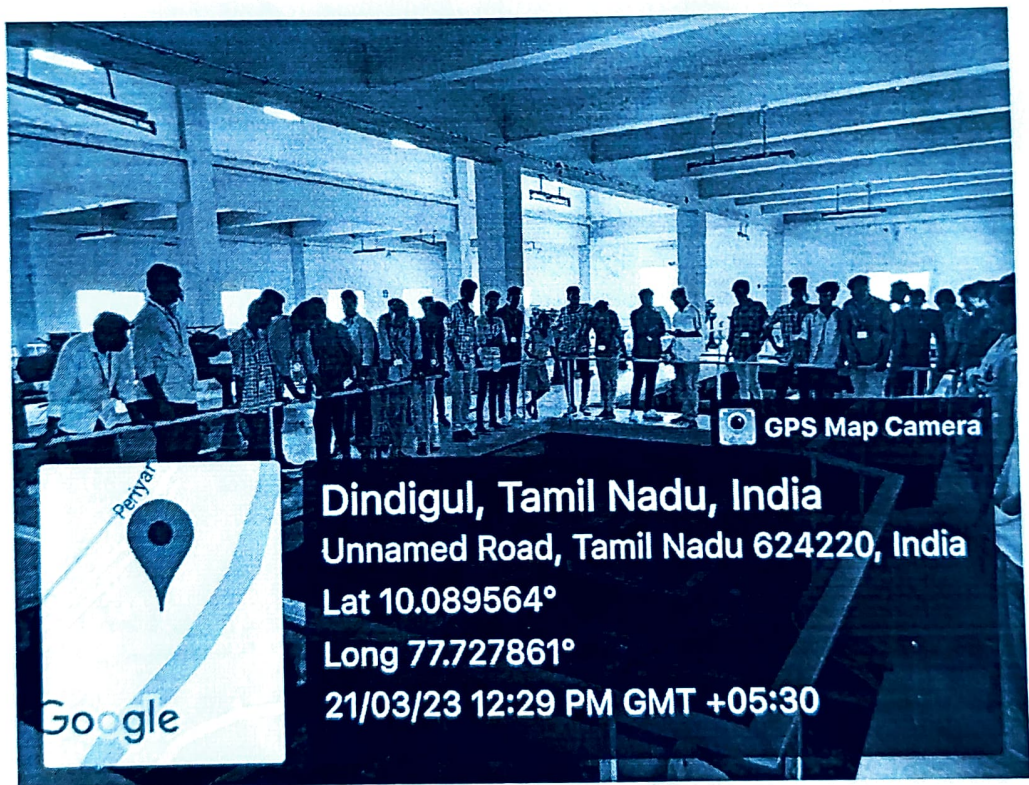 GPS Map Camera
Periyar
Google
Dindigul, Tamil Nadu, India
Unnamed Road, Tamil Nadu 624220, India
Lat 10.089564°
Long 77.727861°
21/03/23 12:29 PM GMT +05:30